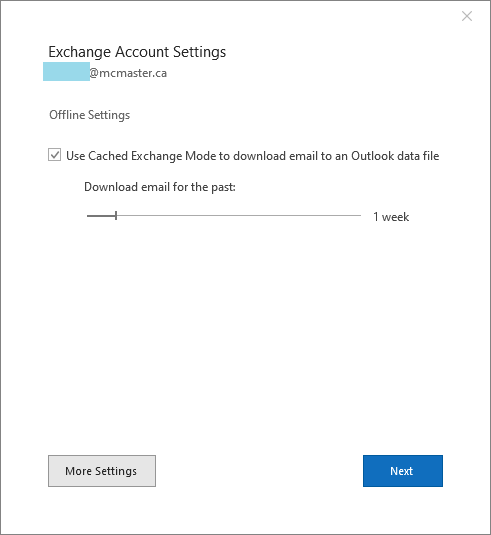 Exchange Account Settings
@mcmaster.ca
Offline Settings
Use Cached Exchange Mode to download email to an Outlook data file
Download email for the past:
1 week
More Settings
Next